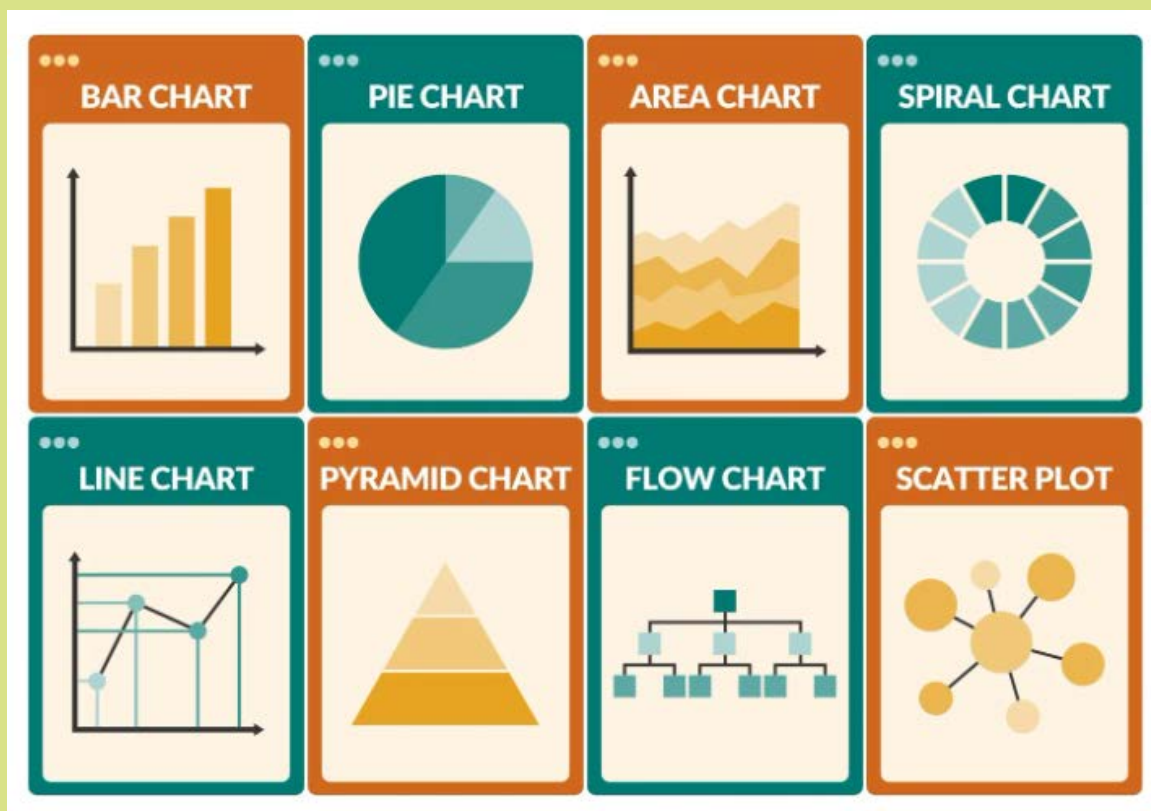 BAR CHART
PIE CHART
AREA CHART
SPIRAL CHART
LINE CHART
PYRAMID CHART
FLOW CHART
SCATTER PLOT